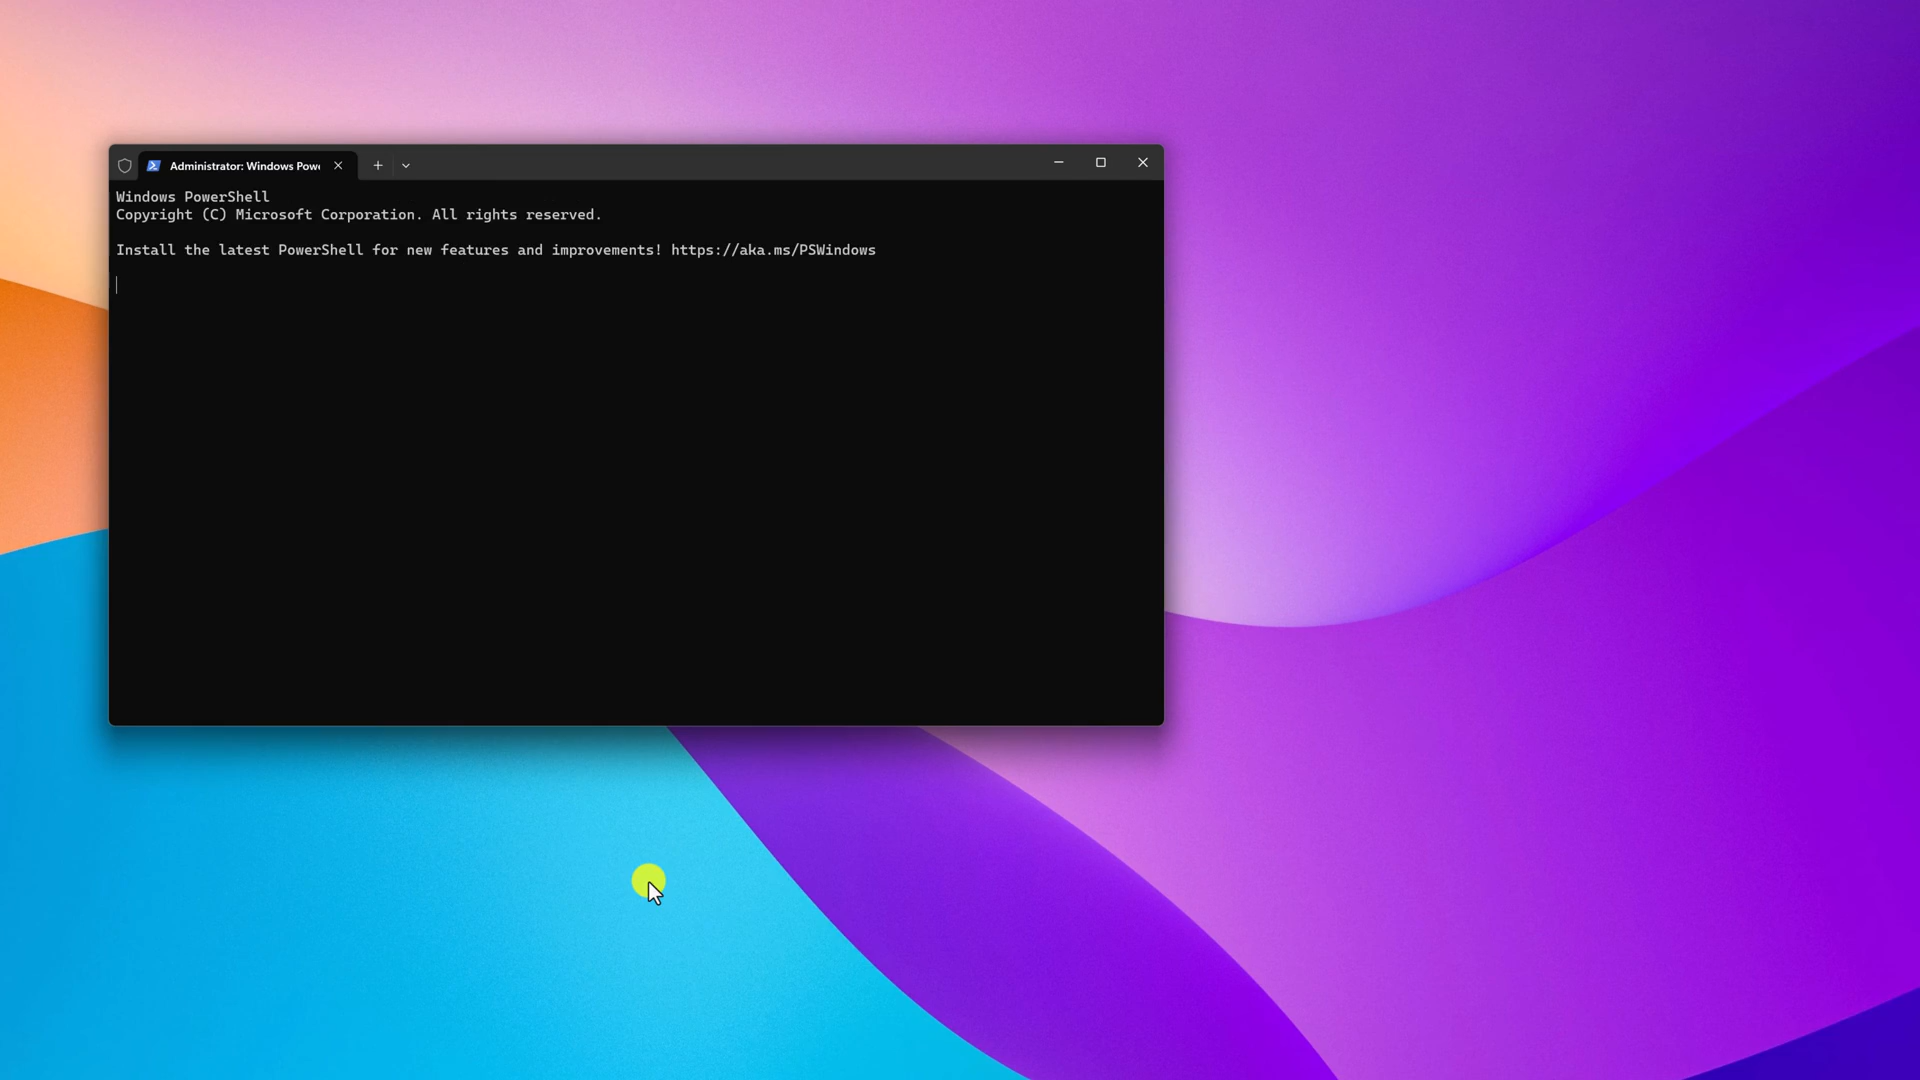 Administrator: Windows Powe
Windows PowerShell
Copyright (C) Microsoft Corporation. All rights reserved.
Install the latest PowerShell for new features and improvements! https://aka.ms/PSWindows